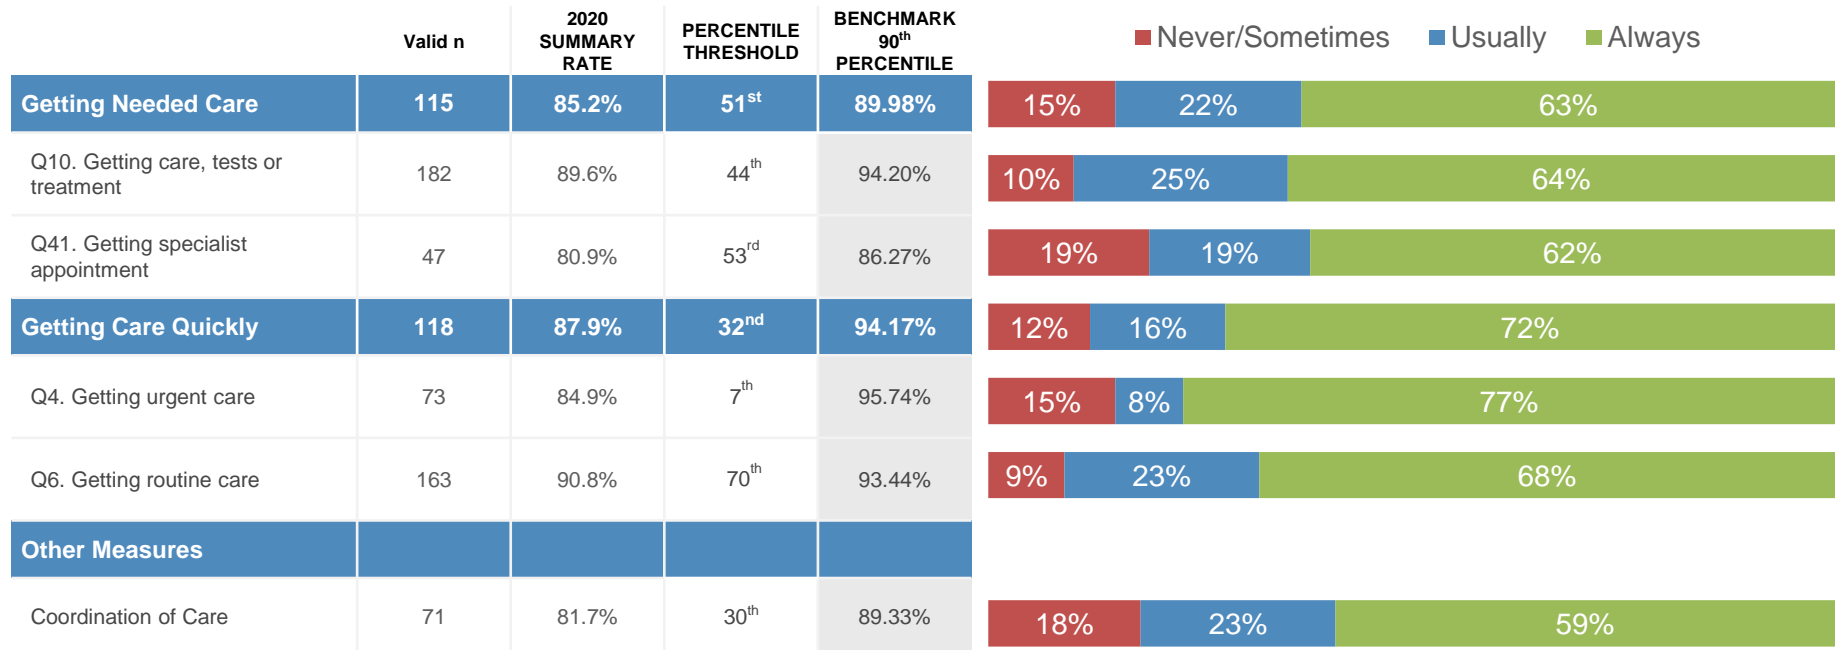 Valid n
2020
SUMMARY
RATE
PERCENTILE
THRESHOLD
BENCHMARK
90th
PERCENTILE
Never/Sometimes Usually Always
Getting Needed Care 115 85.2% 51st 89.98% 15% 22% 63%
Q10. Getting care, tests or
treatment
182 89.6% 44th 94.20% 10% 25% 64%
Q41. Getting specialist
appointment
47 80.9% 53rd 86.27% 19% 19% 62%
Getting Care Quickly 118 87.9% 32nd 94.17% 12% 16% 72%
Q4. Getting urgent care 73 84.9% 7th 95.74% 15% 8% 77%
Q6. Getting routine care 163 90.8% 70th 93.44% 9% 23% 68%
Other Measures
Coordination of Care 71 81.7% 30th 89.33% 18% 23% 59%